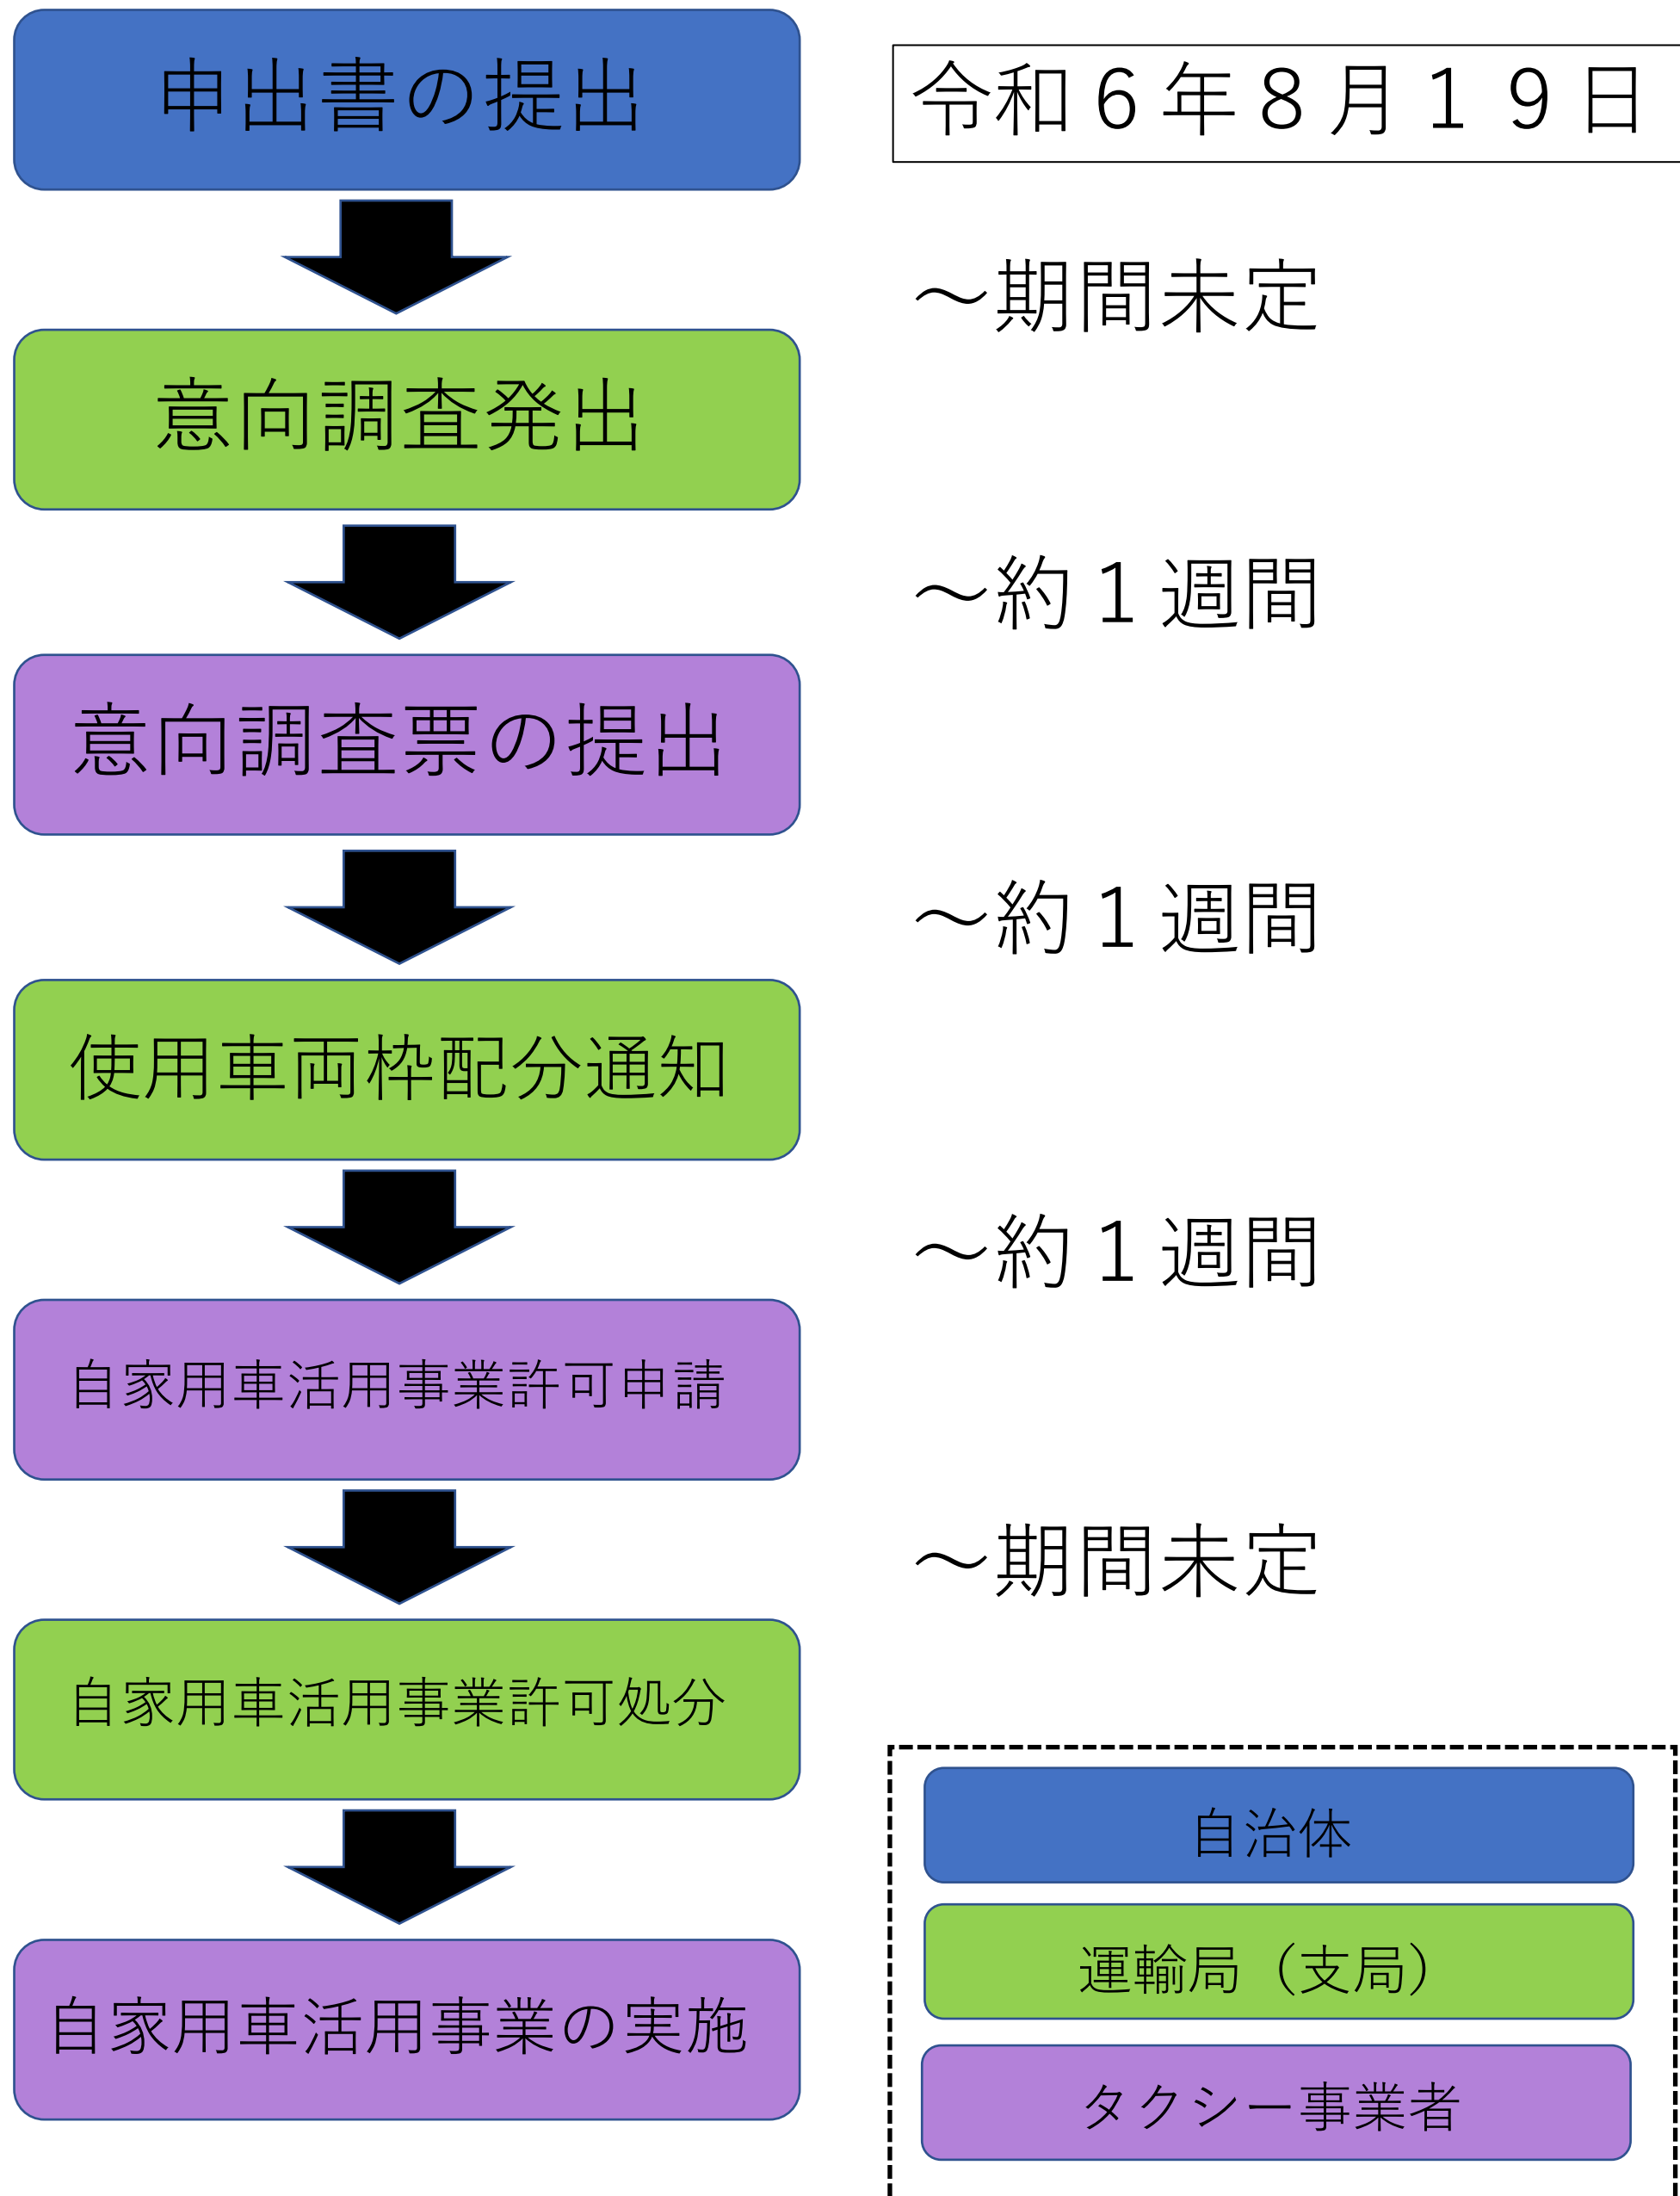 申出書の提出
令和６年８月１９日
～期間未定
意向調査発出
～約１週間
意向調査票の提出
～約１週間
使用車両枠配分通知
～約１週間
自家用車活用事業許可申請
～期間未定
自家用車活用事業許可処分
自家用車活用事業の実施
自治体
運輸局（支局）
タクシー事業者